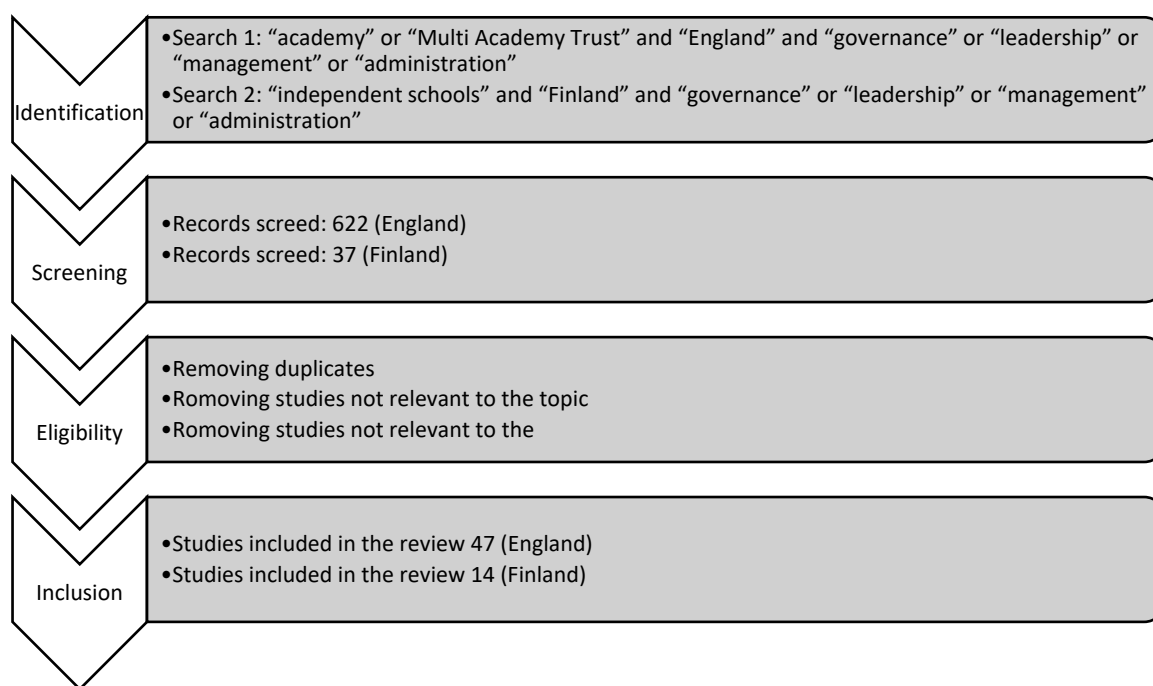 Identification
•Search 1: “academy” or “Multi Academy Trust” and “England” and “governance” or “leadership” or
“management” or “administration”
•Search 2: “independent schools” and “Finland” and “governance” or “leadership” or “management”
or “administration”
Screening
•Records screed: 622 (England)
•Records screed: 37 (Finland)
Eligibility
•Removing duplicates
•Romoving studies not relevant to the topic
•Romoving studies not relevant to the
Inclusion
•Studies included in the review 47 (England)
•Studies included in the review 14 (Finland)